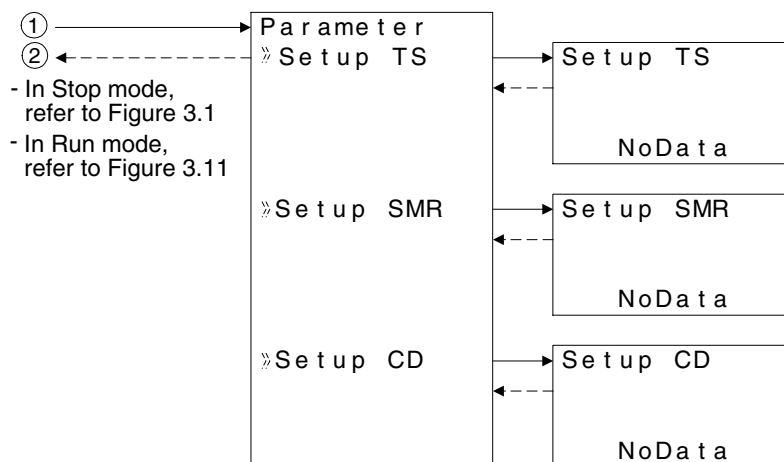 ①
②
- In Stop mode,
refer to Figure 3.1
- In Run mode,
refer to Figure 3.11
Parameter
»Setup TS
»Setup SMR
»Setup CD
Setup TS
NoData
Setup SMR
NoData
Setup CD
NoData